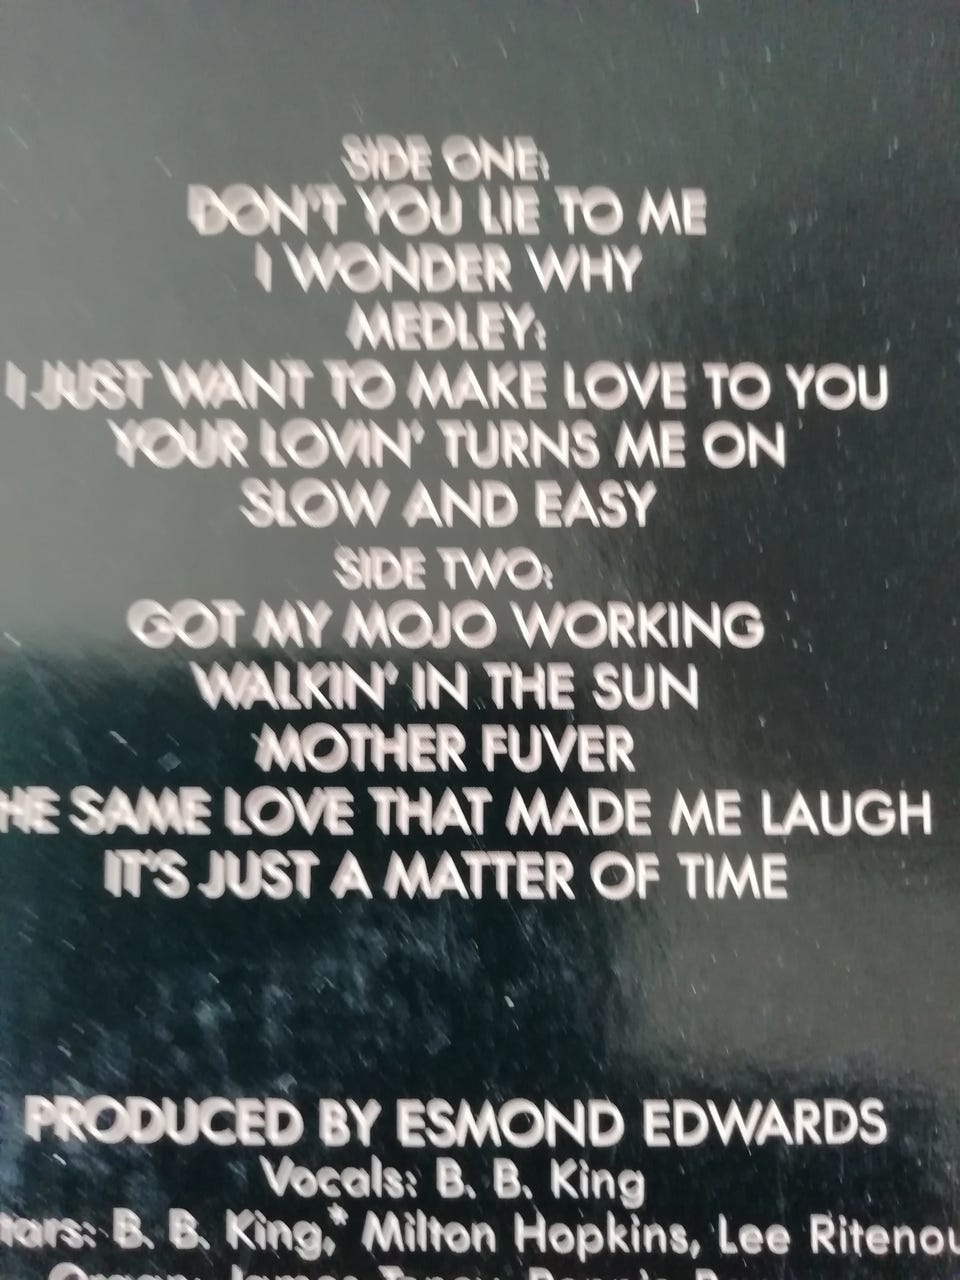 SIDE ONE:
DON'T YOU LIE TO ME
I WONDER WHY
MEDLEY:
I JUST WANT TO MAKE LOVE TO YOU
YOUR LOVIN' TURNS ME ON
SLOW AND EASY
SIDE TWO:
GOT MY MOJO WORKING
WALKIN' IN THE SUN
MOTHER FUYER
HE SAME LOVE THAT MADE ME LAUGH
IT'S JUST A MATTER OF TIME
PRODUCED BY ESMOND EDWARDS
Vocals: B. B. King
tars: B. B. King,* Milton Hopkins, Lee Ritenou